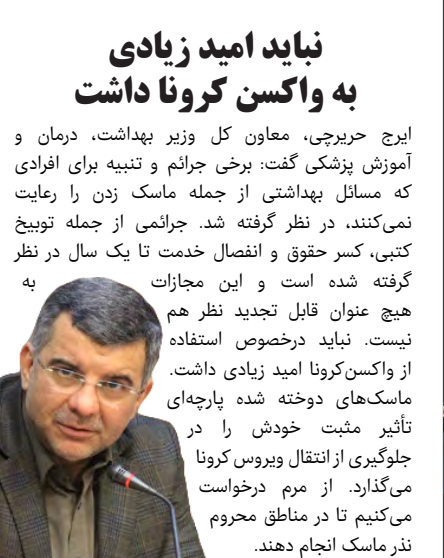 نباید امید زیادی
به واکسن کرونا داشت
ایرج حریرچی، معاون کل وزیر بهداشت، درمان و
آموزش پزشکی گفت: برخی جرائم و تنبیه برای افرادی
که مسائل بهداشتی از جمله ماسک زدن را رعایت
نمی‌کنند، در نظر گرفته شد. جرائمی از جمله توبیخ
کتبی، کسر حقوق و انفصال خدمت تا یک سال در نظر
گرفته شده است و این مجازات به
هیچ عنوان قابل تجدید نظر هم
نیست. نباید درخصوص استفاده
از واکسن‌کرونا امید زیادی داشت.
ماسک‌های دوخته شده پارچه‌ای
تأثیر مثبت خودش را در
جلوگیری از انتقال ویروس کرونا
می‌گذارد. از مرم درخواست
می‌کنیم تا در مناطق محروم
نذر ماسک انجام دهند.